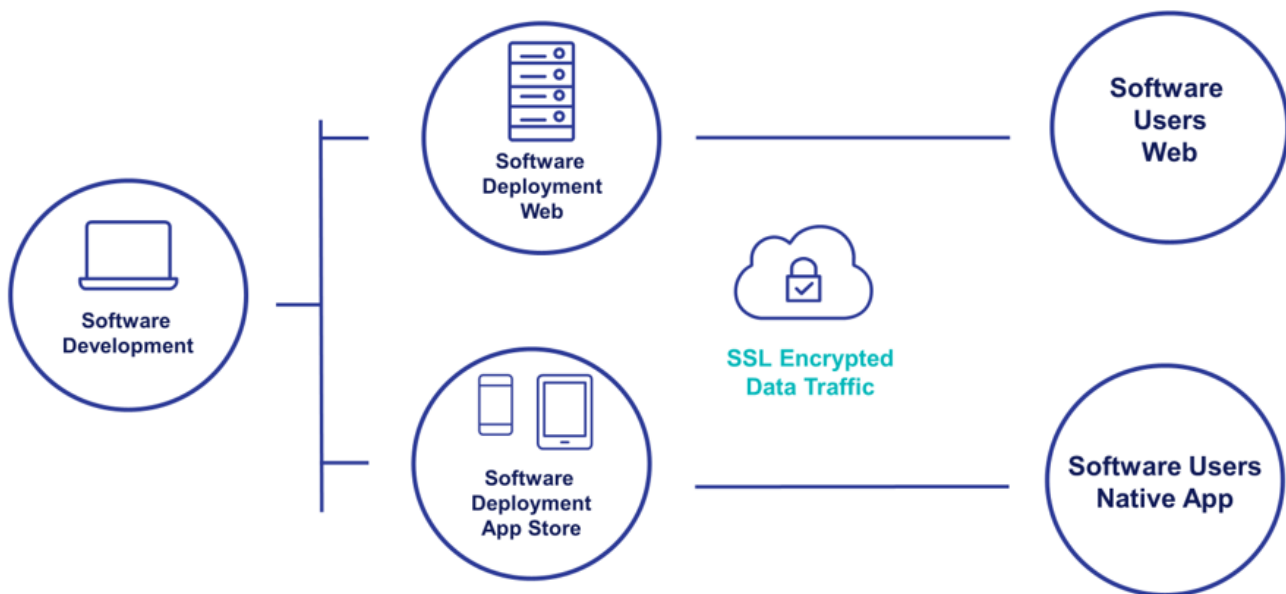 Software
Development
Software
Deployment
Web
Software
Deployment
App Store
SSL Encrypted
Data Traffic
Software
Users
Web
Software Users
Native App